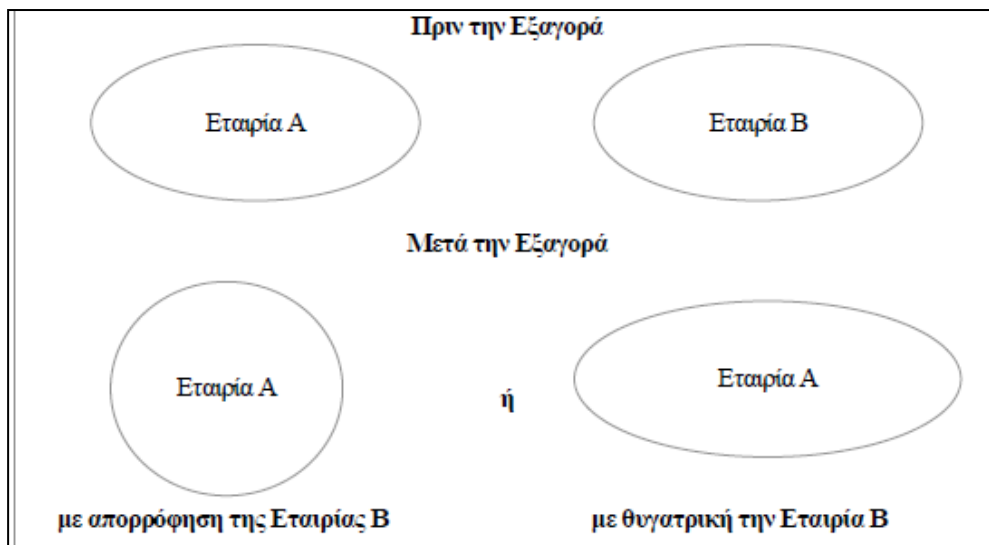 Πριν την Εξαγορά
Εταιρία Α
Εταιρία Β
Μετά την Εξαγορά
Εταιρία Α
ή
Εταιρία Α
με απορρόφηση της Εταιρίας Β
με θυγατρική την Εταιρία Β